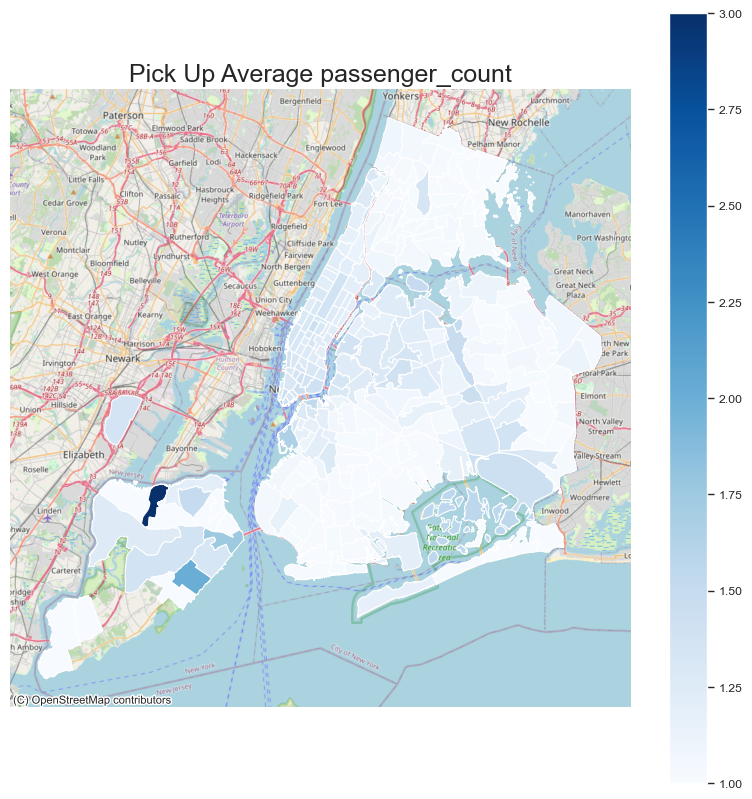 Pick Up Average passenger_count
3.00
2.75
2.50
2.25
2.00
1.75
1.50
1.25
1.00
Bergenfield
Yonkers
Larchmont
Paterson
New Rochelle
Totowa
Elmwood Park
Saddle Brook
Pelham Manor
Woodland
Park
Englewood
Hackensack
Garfield
Lodi
Little Falls
Clifton
Passaic
Hasbrouck
Heights
Ridgefield Park
Cedar Grove
Fort Lee
Teterboro
Airport
Manorhaven
Verona
Nutley
Rutherford
Ridgefield
Port Washington
Montclair
Lyndhurst
Cliffside Park
Fairview
Bloomfield
North Bergen
West Orange
Belleville
Secaucus
Guttenberg
Great Neck
Great Neck
Plaza
Union City
East Orange
Kearny
Weehawken
Harrison
Hoboken
Irvington
Newark
Hudson
County
Elmont
Union
Hillside
North Valley
Stream
Elizabeth
Bayonne
Valley Stream
Roselle
New Jersey
Hewlett
Woodmere
Linden
Inwood
Carteret
New York
New Jersey
City of New York
(C) OpenStreetMap contributors